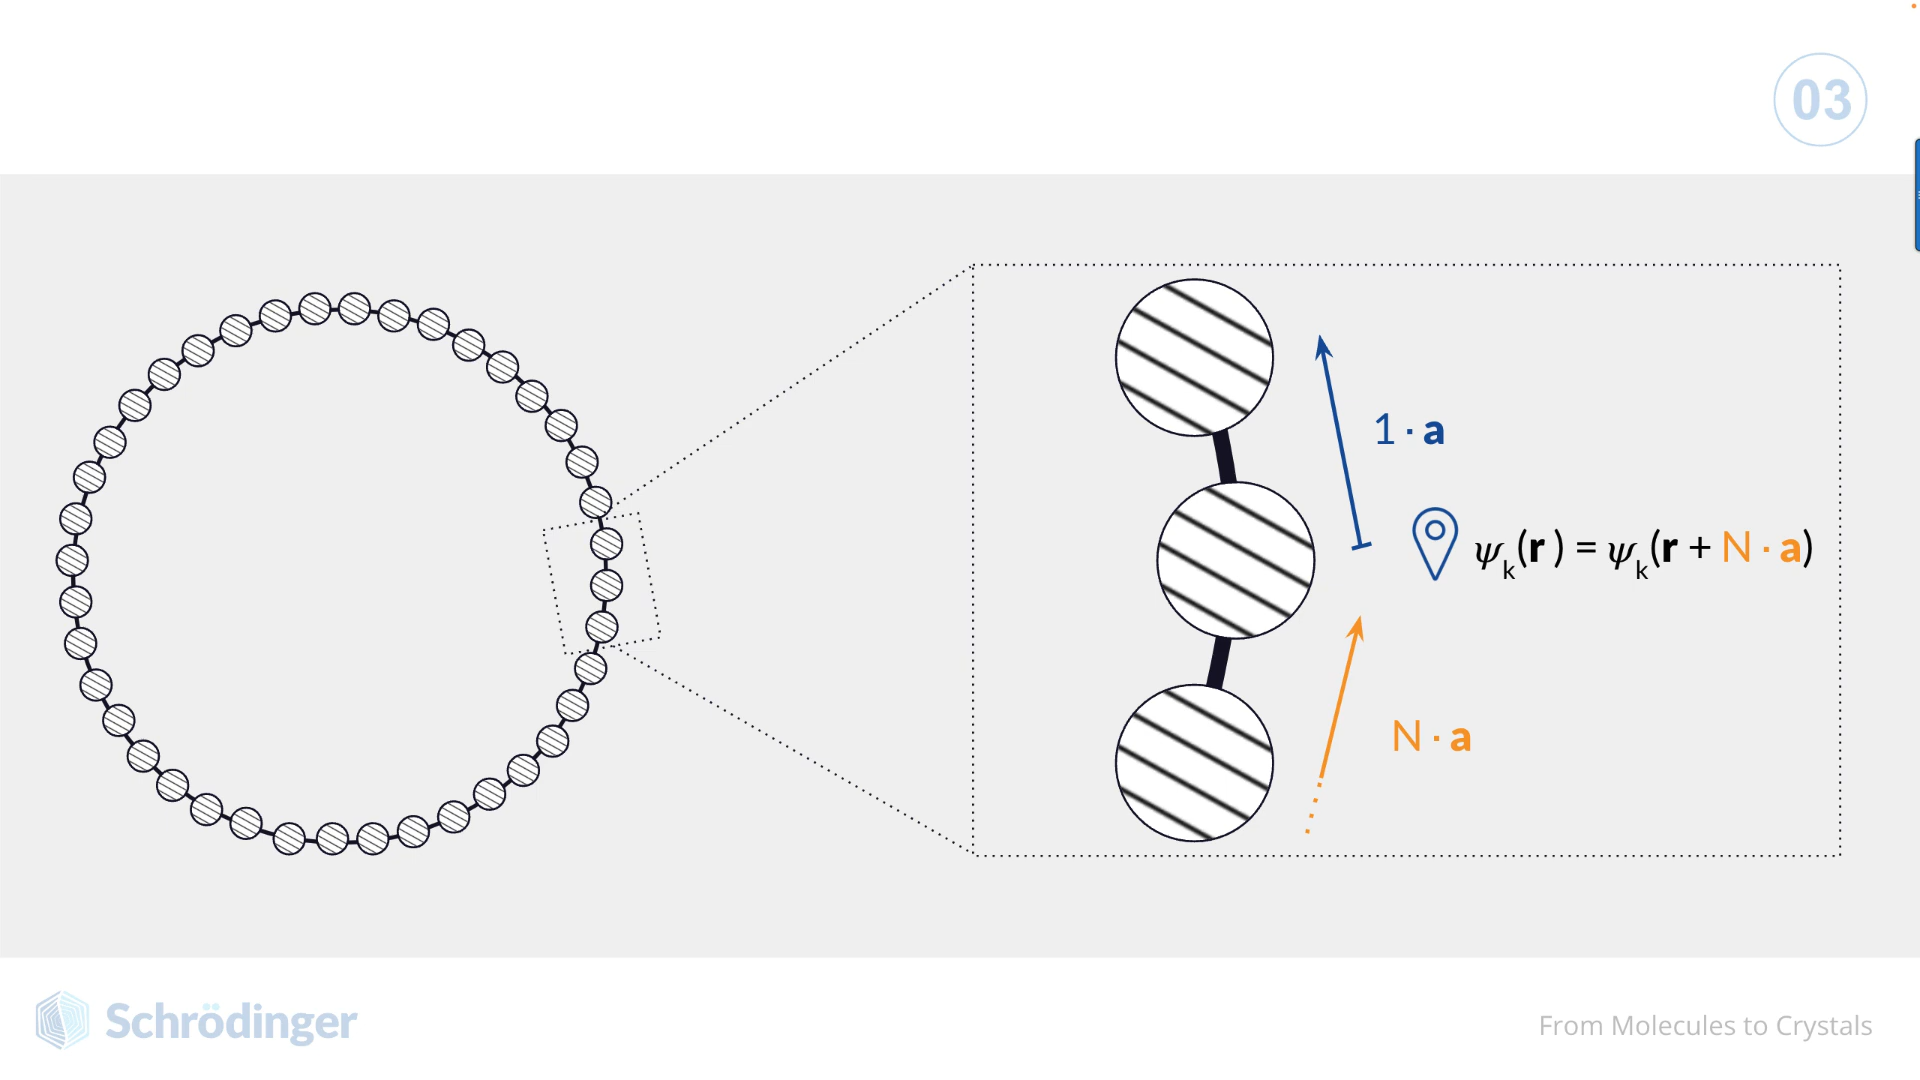 03
1 · a
ψk(r ) = ψk(r + N · a)
N · a
Schrödinger
From Molecules to Crystals